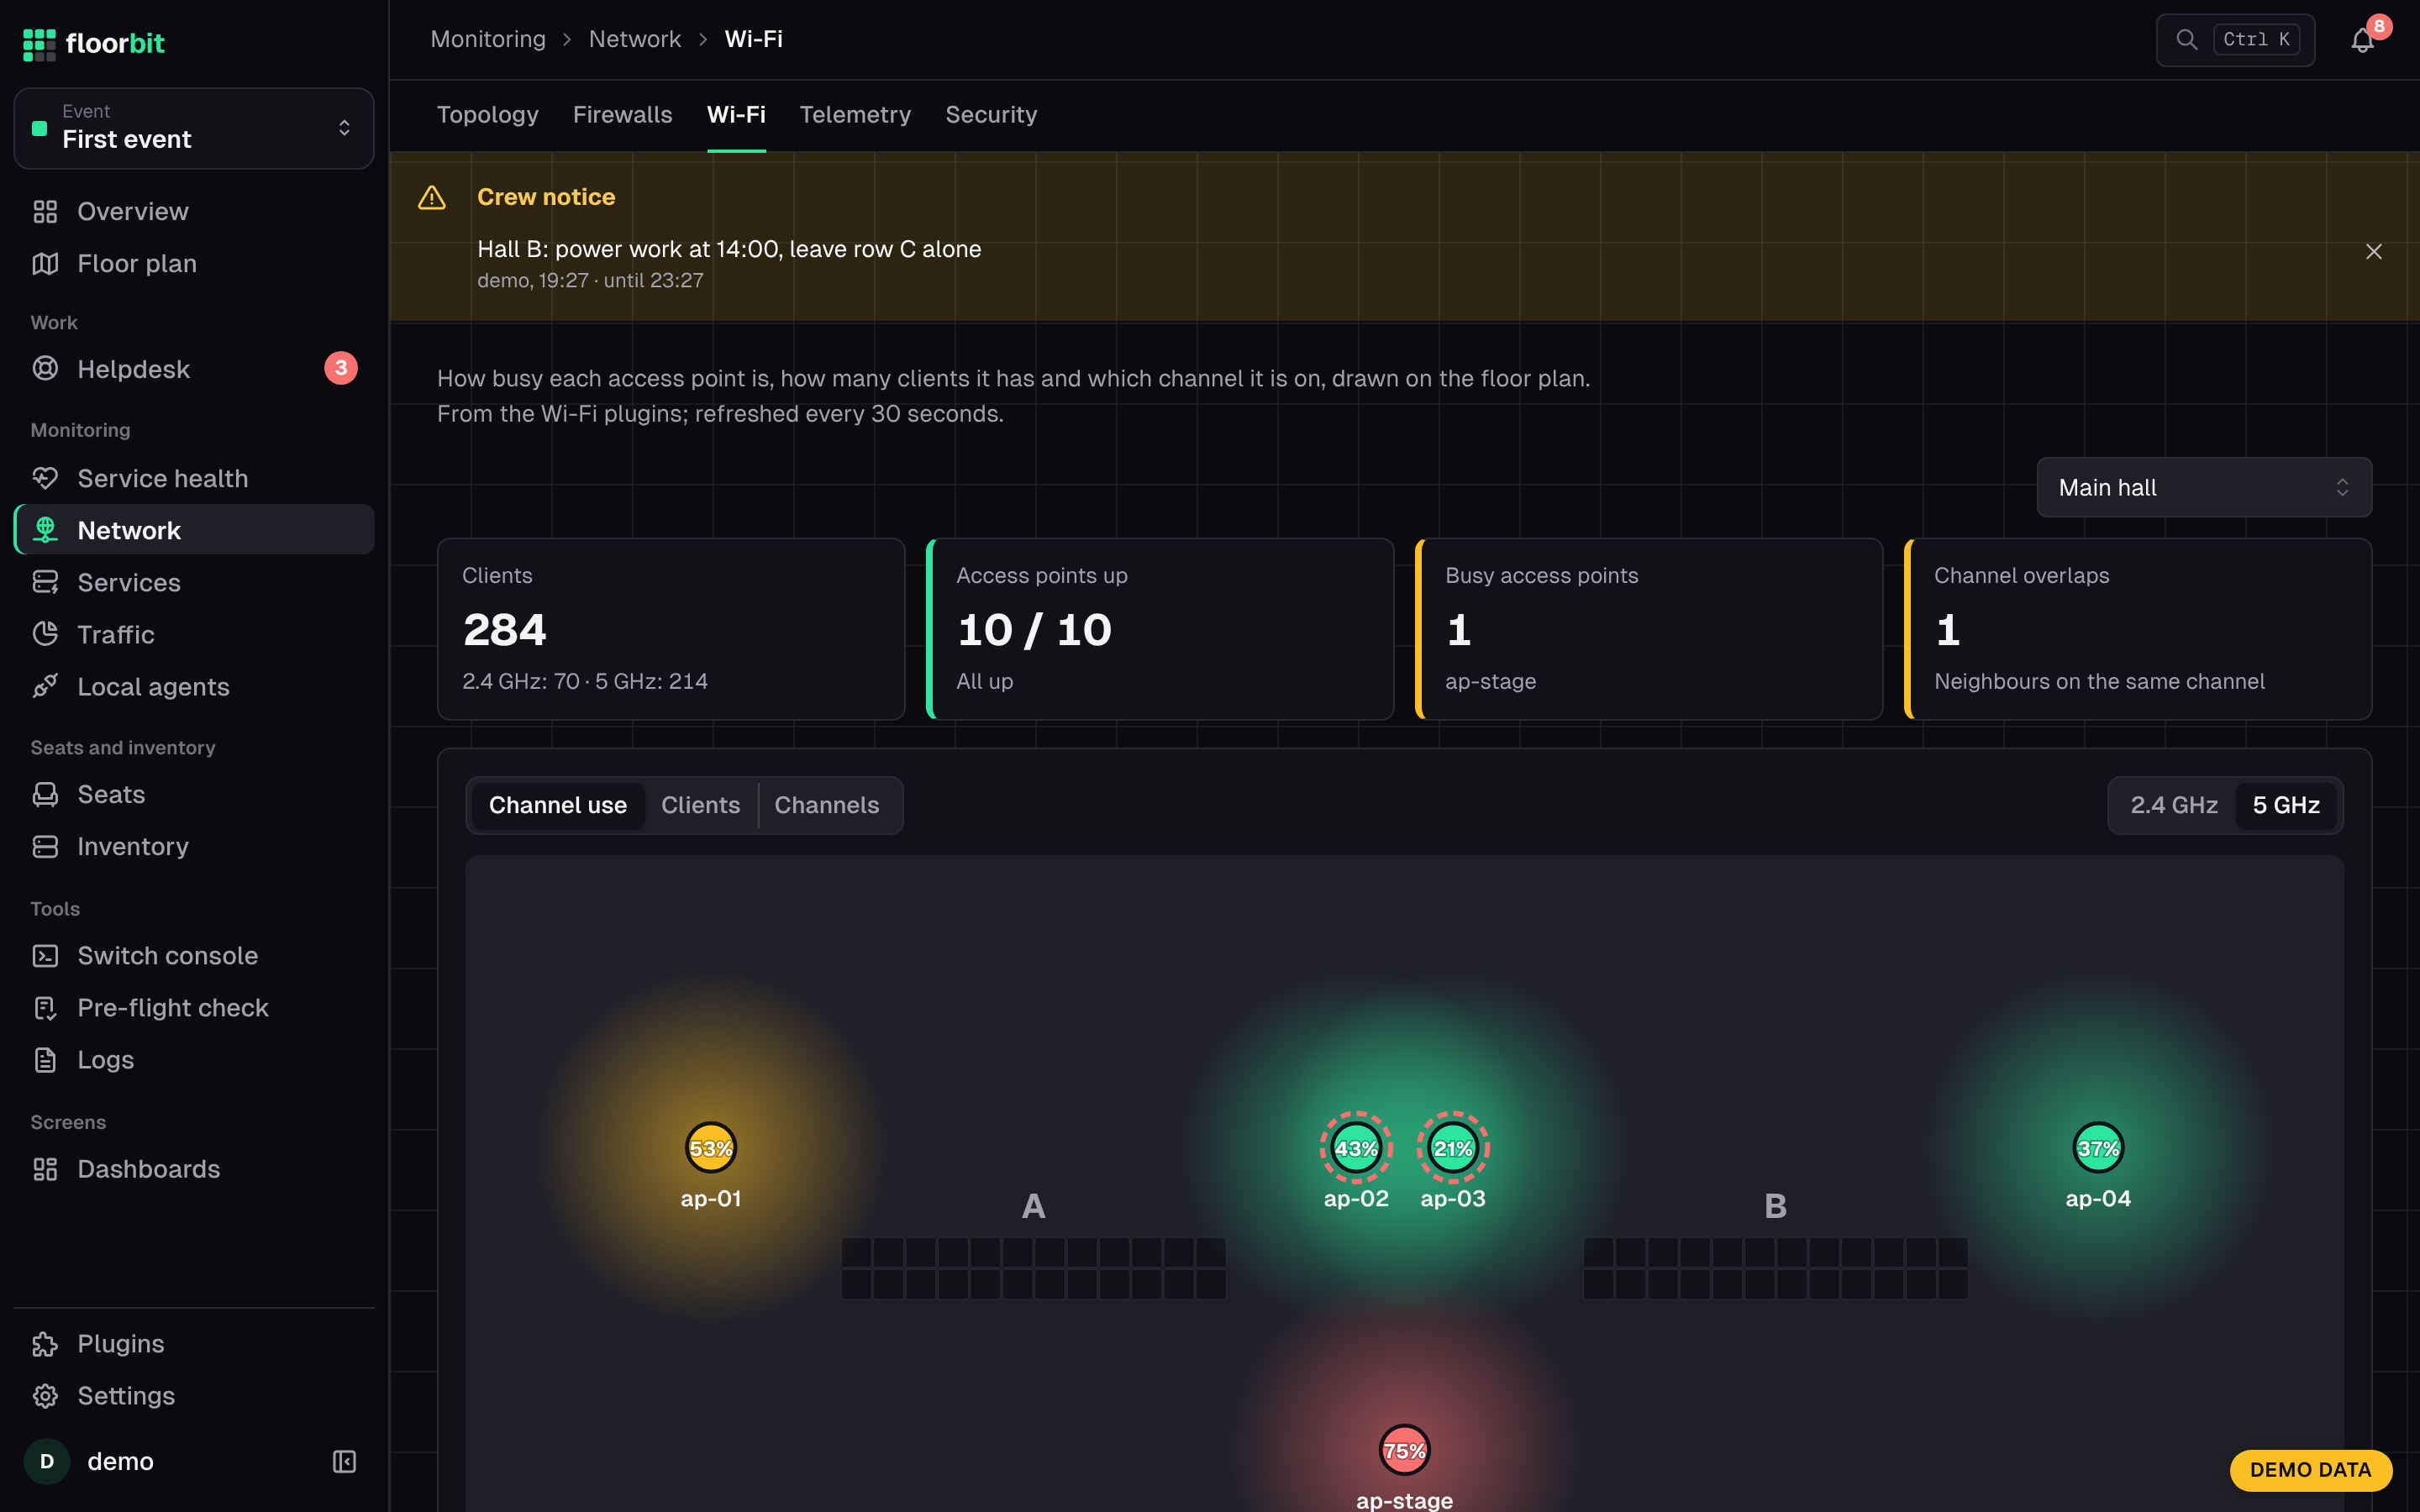 floorbit
Event
First event
Overview
Floor plan
Work
Helpdesk 3
Monitoring
Service health
Network
Services
Traffic
Local agents
Seats and inventory
Seats
Inventory
Tools
Switch console
Pre-flight check
Logs
Screens
Dashboards
Plugins
Settings
D demo
Monitoring > Network > Wi-Fi
Ctrl K
8
Topology Firewalls Wi-Fi Telemetry Security
Crew notice
Hall B: power work at 14:00, leave row C alone
demo, 19:27 · until 23:27
How busy each access point is, how many clients it has and which channel it is on, drawn on the floor plan.
From the Wi-Fi plugins; refreshed every 30 seconds.
Main hall
Clients
284
2.4 GHz: 70 · 5 GHz: 214
Access points up
10 / 10
All up
Busy access points
1
ap-stage
Channel overlaps
1
Neighbours on the same channel
Channel use Clients Channels
2.4 GHz 5 GHz
53% 43% 21% 37%
ap-01 ap-02 ap-03 ap-04
A B
75%
ap-stage
DEMO DATA